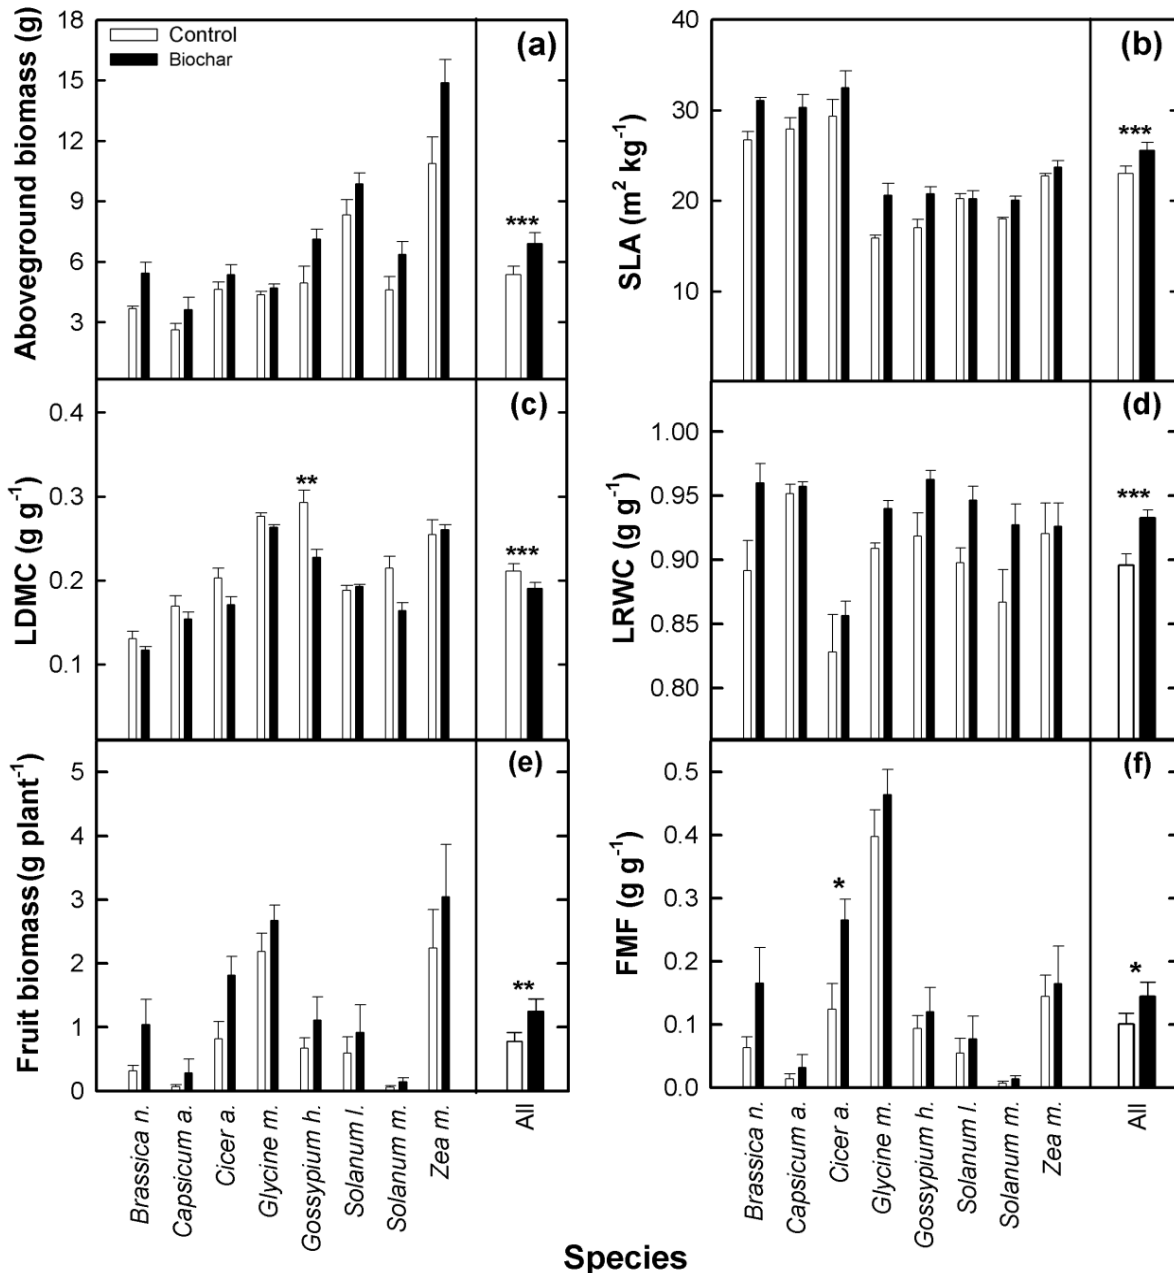 Aboveground biomass (g)
18
15
12
9
6
3
Control
Biochar
(a)
***
SLA (m² kg⁻¹)
40
30
20
10
(b)
***
LDMC (g g⁻¹)
0.4
0.3
0.2
0.1
(c)
**
***
LRWC (g g⁻¹)
1.00
0.95
0.90
0.85
0.80
(d)
***
Fruit biomass (g plant⁻¹)
5
4
3
2
1
0
(e)
**
Brassica n.
Capsicum a.
Cicer a.
Glycine m.
Gossypium h.
Solanum l.
Solanum m.
Zea m.
All
FMF (g g⁻¹)
0.5
0.4
0.3
0.2
0.1
0.0
(f)
*
*
Brassica n.
Capsicum a.
Cicer a.
Glycine m.
Gossypium h.
Solanum l.
Solanum m.
Zea m.
All
Species